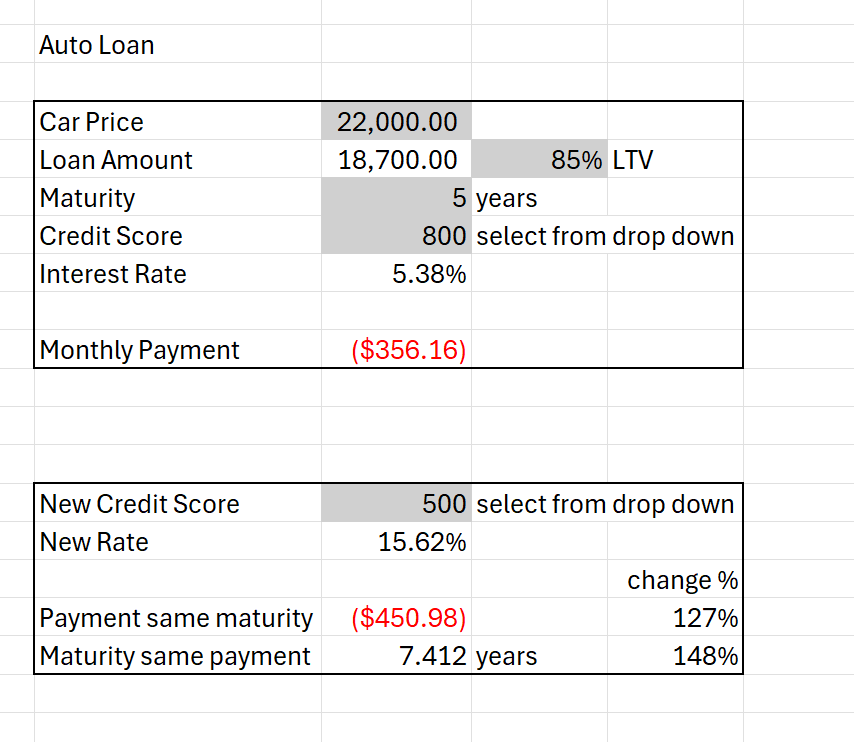 Auto Loan
Car Price 22,000.00
Loan Amount 18,700.00 85% LTV
Maturity 5 years
Credit Score 800 select from drop down
Interest Rate 5.38%
Monthly Payment ($356.16)
New Credit Score 500 select from drop down
New Rate 15.62%
change %
Payment same maturity ($450.98) 127%
Maturity same payment 7.412 years 148%